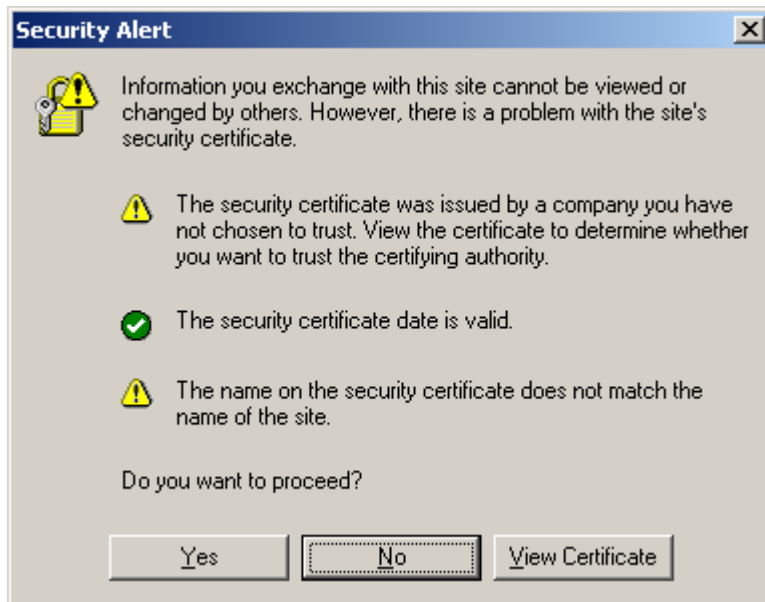 Security Alert
Information you exchange with this site cannot be viewed or
changed by others. However, there is a problem with the site's
security certificate.
The security certificate was issued by a company you have
not chosen to trust. View the certificate to determine whether
you want to trust the certifying authority.
The security certificate date is valid.
The name on the security certificate does not match the
name of the site.
Do you want to proceed?
Yes
No
View Certificate